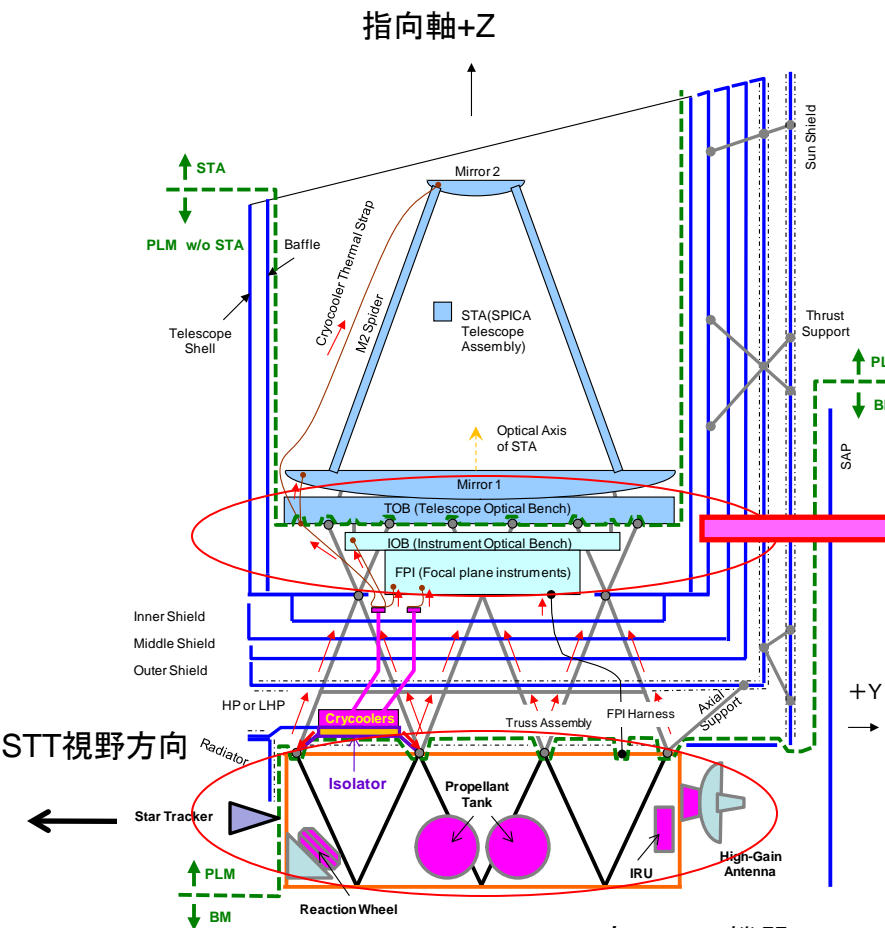 指向軸+Z
STA
PLM w/o STA
Baffle
Telescope
Shell
Cryocooler Thermal Strap
M2 Spider
Mirror 2
STA(SPICA
Telescope
Assembly)
Sun Shield
Thrust
Support
PL
B
SAP
Optical Axis
of STA
Mirror 1
TOB (Telescope Optical Bench)
IOB (Instrument Optical Bench)
FPI (Focal plane instruments)
Inner Shield
Middle Shield
Outer Shield
HP or LHP
Crycoolers
Truss Assembly
FPI Harness
Axial
Support
+Y
STT視野方向
Radiator
Isolator
Propellant
Tank
Star Tracker
IRU
High-Gain
Antenna
PLM
BM
Reaction Wheel